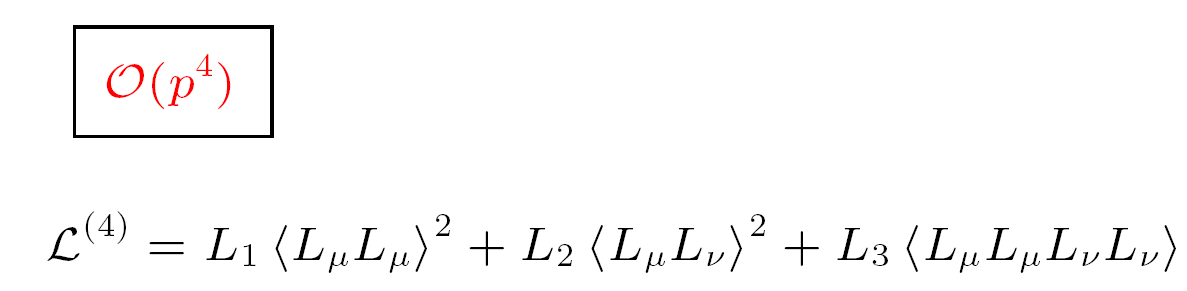 𝒪(p⁴)
ℒ⁽⁴⁾ = L₁ ⟨L_μ L_μ⟩² + L₂ ⟨L_μ L_ν⟩² + L₃ ⟨L_μ L_μ L_ν L_ν⟩